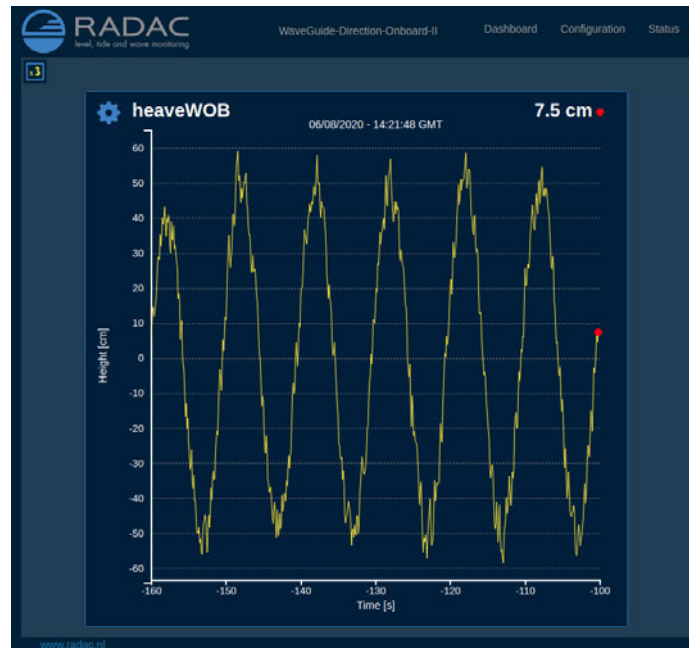 RADAC
level, tide and wave monitoring
WaveGuide-Direction-Onboard-II
Dashboard
Configuration
Status
x3
heaveWOB
7.5 cm
06/08/2020 - 14:21:48 GMT
60
50
40
30
20
10
0
-10
-20
-30
-40
-50
-60
Height [cm]
-160
-150
-140
-130
-120
-110
-100
Time [s]
www.radac.nl